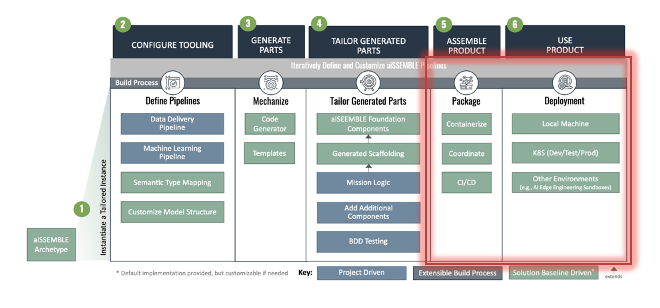 2
3
4
5
6
CONFIGURE TOOLING
GENERATE
PARTS
TAILOR GENERATED
PARTS
ASSEMBLE
PRODUCT
USE
PRODUCT
Iteratively Define and Customize aiSSEMBLE Pipelines
Build Process
Define Pipelines
Mechanize
Tailor Generated Parts
Package
Deployment
Data Delivery
Pipeline
Machine Learning
Pipeline
Semantic Type Mapping
Customize Model Structure
Code
Generator
Templates
aiSEEMBLE Foundation
Components
Generated Scaffolding
Mission Logic
Add Additional
Components
BDD Testing
Containerize
Coordinate
CI/CD
Local Machine
K8S (Dev/Test/Prod)
Other Environments
(e.g., AI Edge Engineering Sandboxes)
1
Instantiate a Tailored Instance
aiSSEMBLE
Archetype
* Default implementation provided, but customizable if needed
Key:
Project Driven
Extensible Build Process
Solution Baseline Driven*
extends